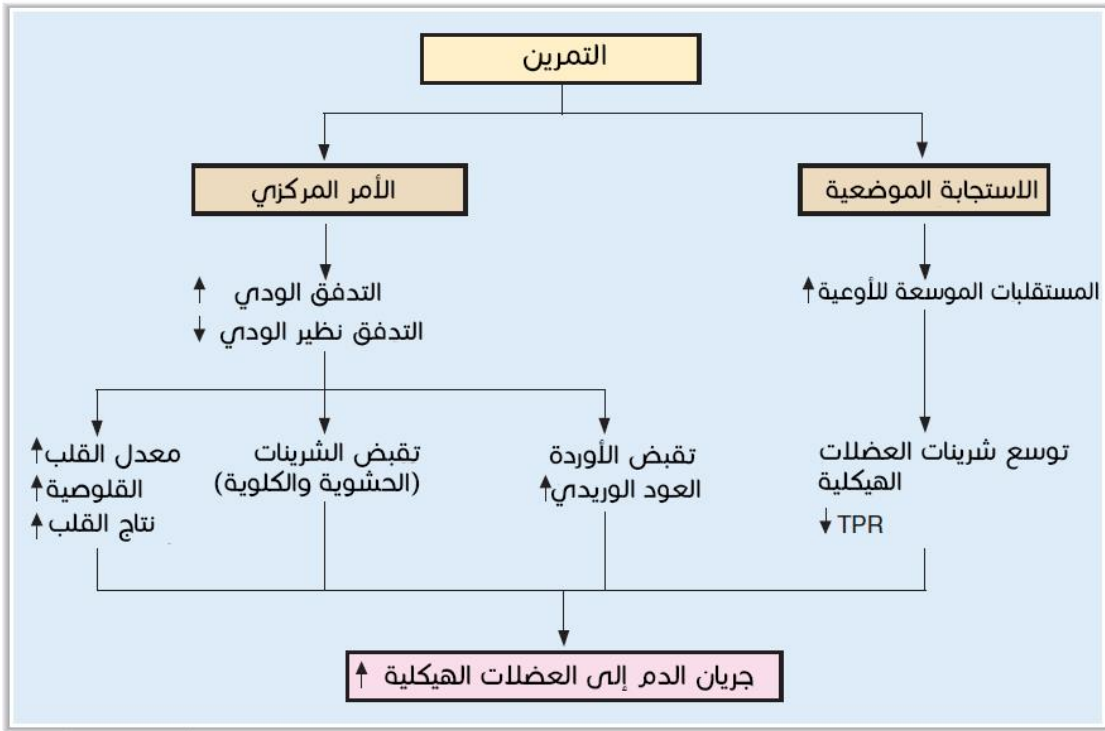 التمرين
الاستجابة الموضعية
الأمر المركزي
المستقلبات الموسعة للأوعية ↑
التدفق الودي ↑
التدفق نظير الودي ↓
توسع شرينات العضلات
الهيكلية
↓ TPR
تقبض الأوردة
العود الوريدي ↑
تقبض الشرينات
(الحشوية والكلوية)
معدل القلب ↑
القلوصية ↑
نتاج القلب ↑
جريان الدم إلى العضلات الهيكلية ↑